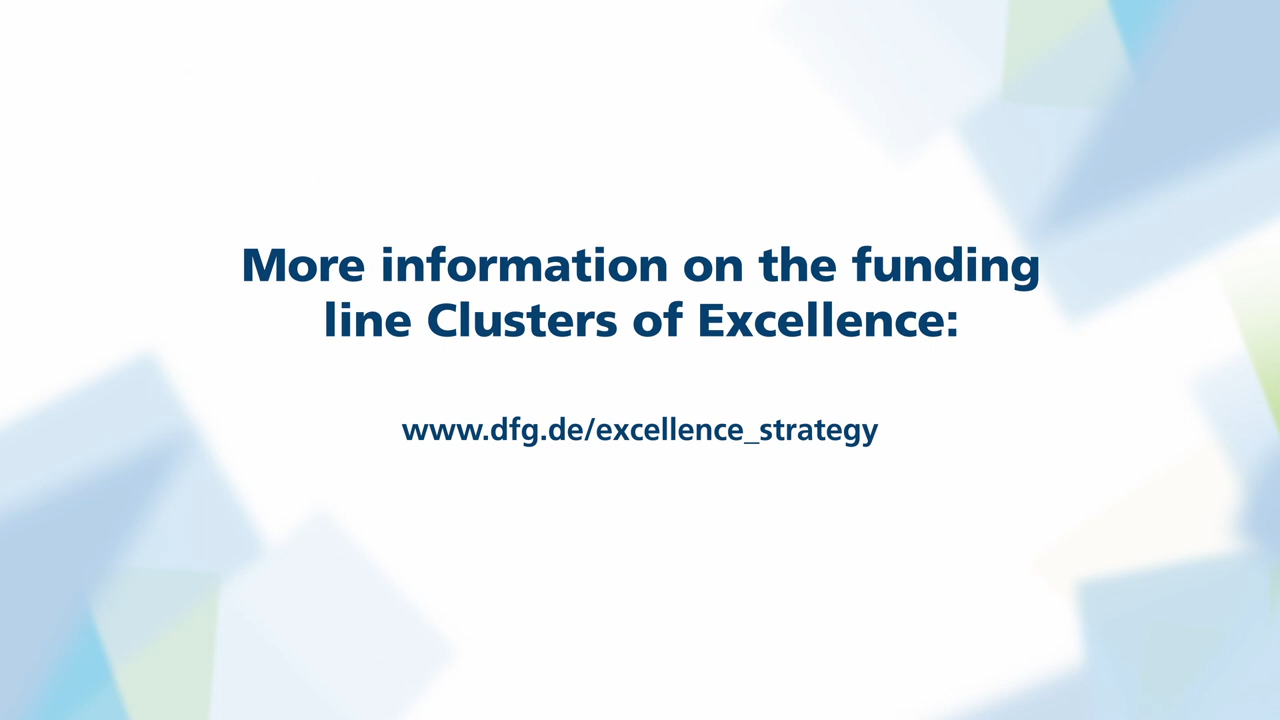 More information on the funding
line Clusters of Excellence:
www.dfg.de/excellence_strategy